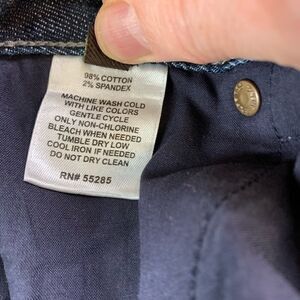 98% COTTON
2% SPANDEX
MACHINE WASH COLD
WITH LIKE COLORS
GENTLE CYCLE
ONLY NON-CHLORINE
BLEACH WHEN NEEDED
TUMBLE DRY LOW
COOL IRON IF NEEDED
DO NOT DRY CLEAN
RN# 55285